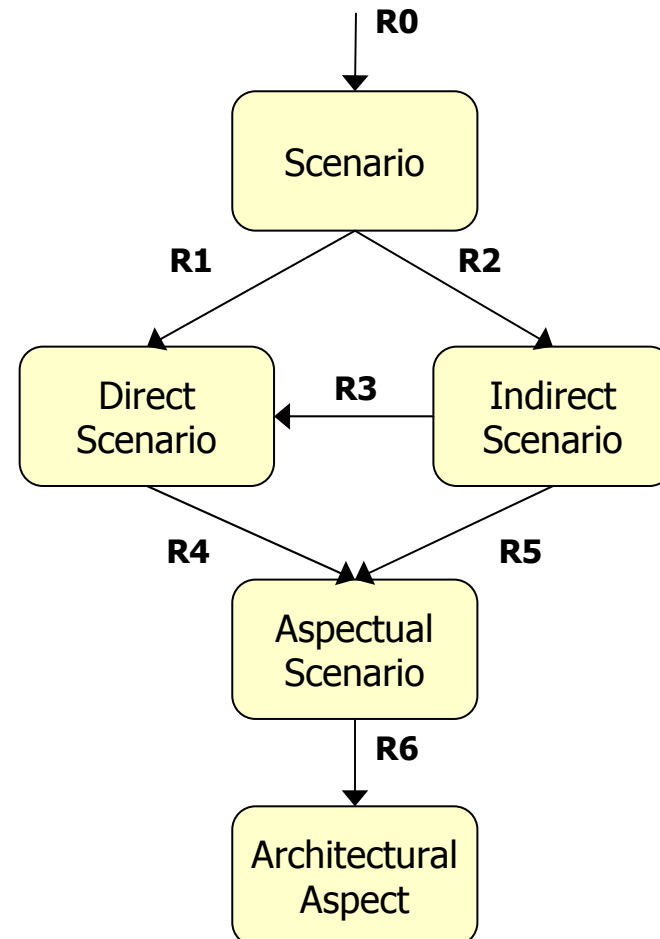 R0
Scenario
R1
R2
Direct
Scenario
R3
Indirect
Scenario
R4
R5
Aspectual
Scenario
R6
Architectural
Aspect